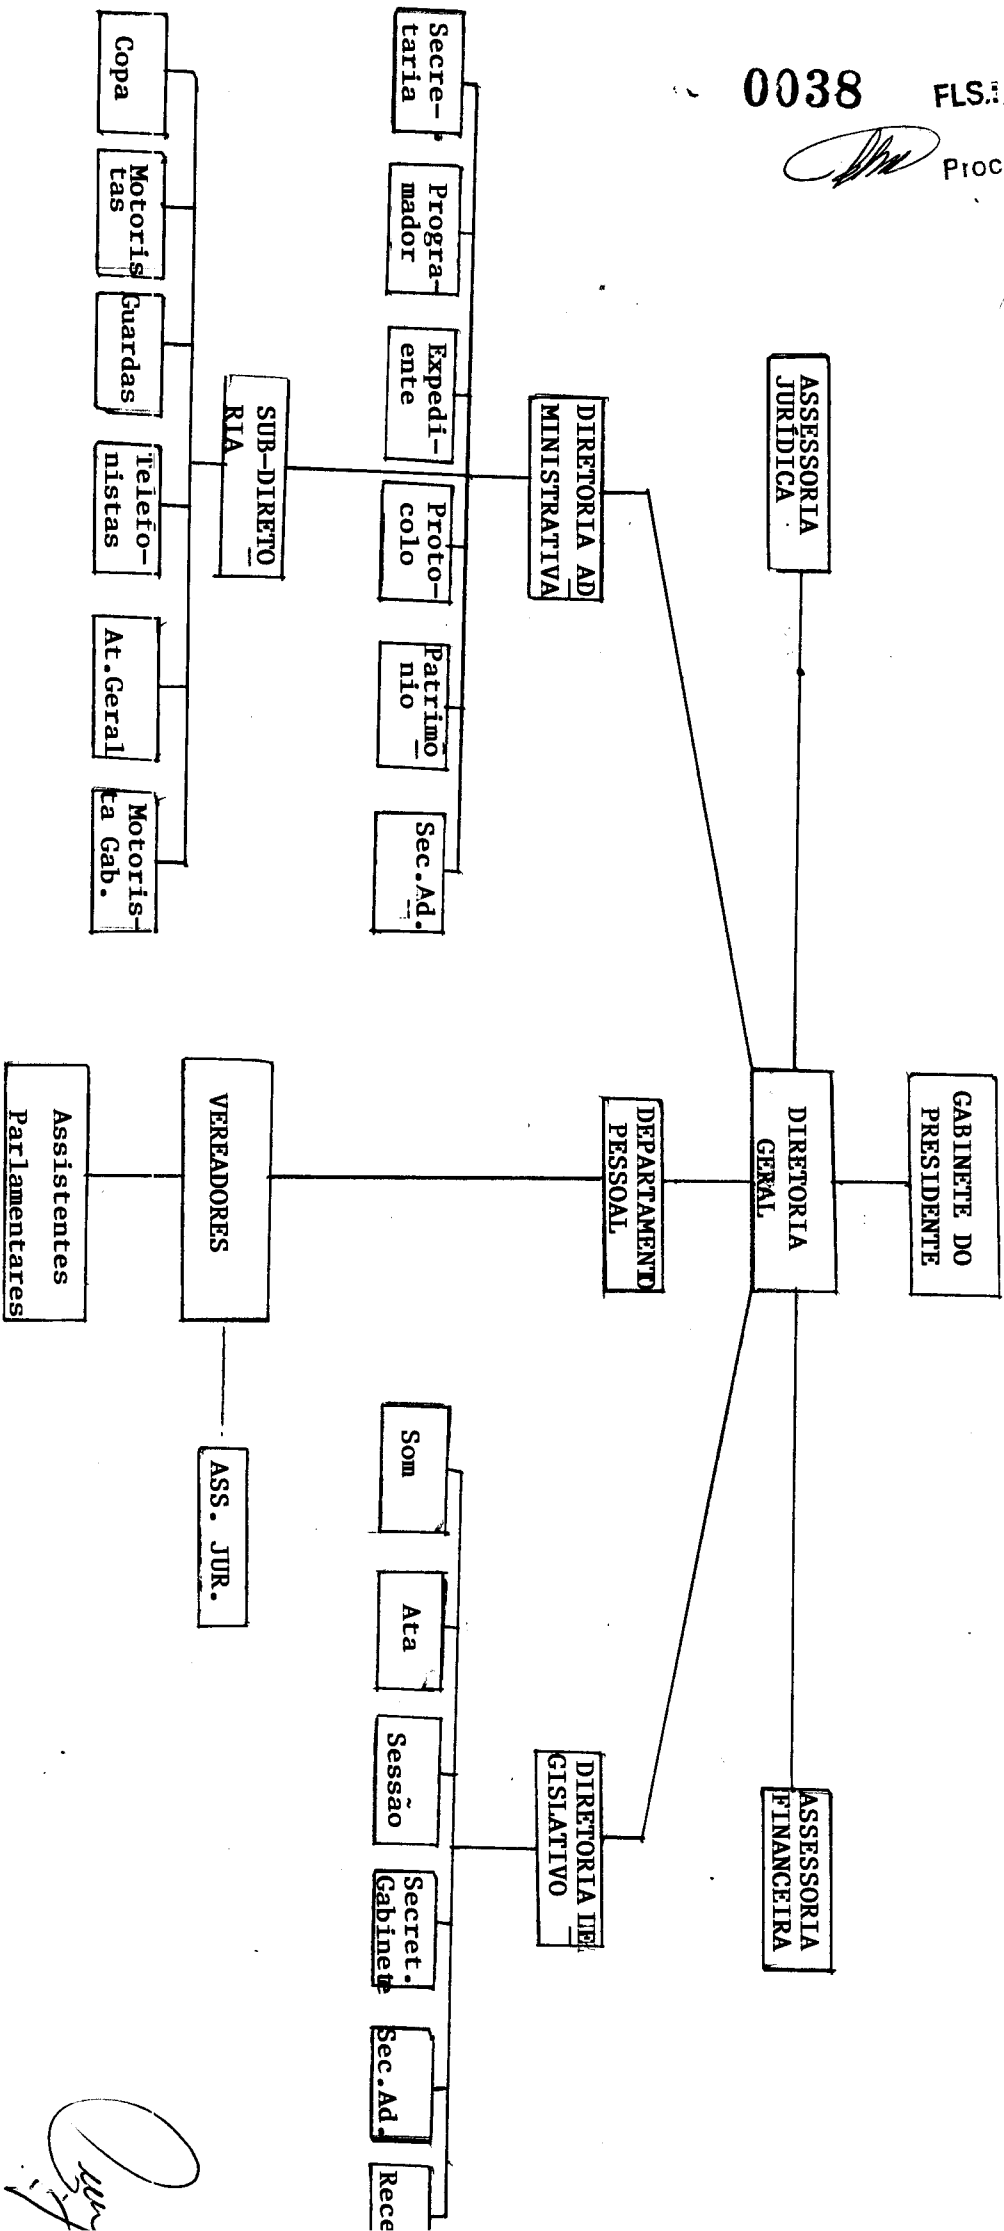 0038 FLS.
Proc
GABINETE DO
PRESIDENTE
ASSESSORIA
JURÍDICA
DIRETORIA
GERAL
ASSESSORIA
FINANCEIRA
DIRETORIA AD
MINISTRATIVA
DEPARTAMENTO
PESSOAL
DIRETORIA LE
GISLATIVO
Secre-
taria
Progra-
mador
Expedi-
ente
Proto-
colo
Patrimo
nio
Sec.Ad.
Som
Ata
Sessão
Secret.
Gabinete
Sec.Ad.
Rece
SUB-DIRETO
RIA
VEREADORES
ASS. JUR.
Copa
Motoris
tas
Guardas
Telefo-
nistas
At.Geral
Motoris-
ta Gab.
Assistentes
Parlamentares